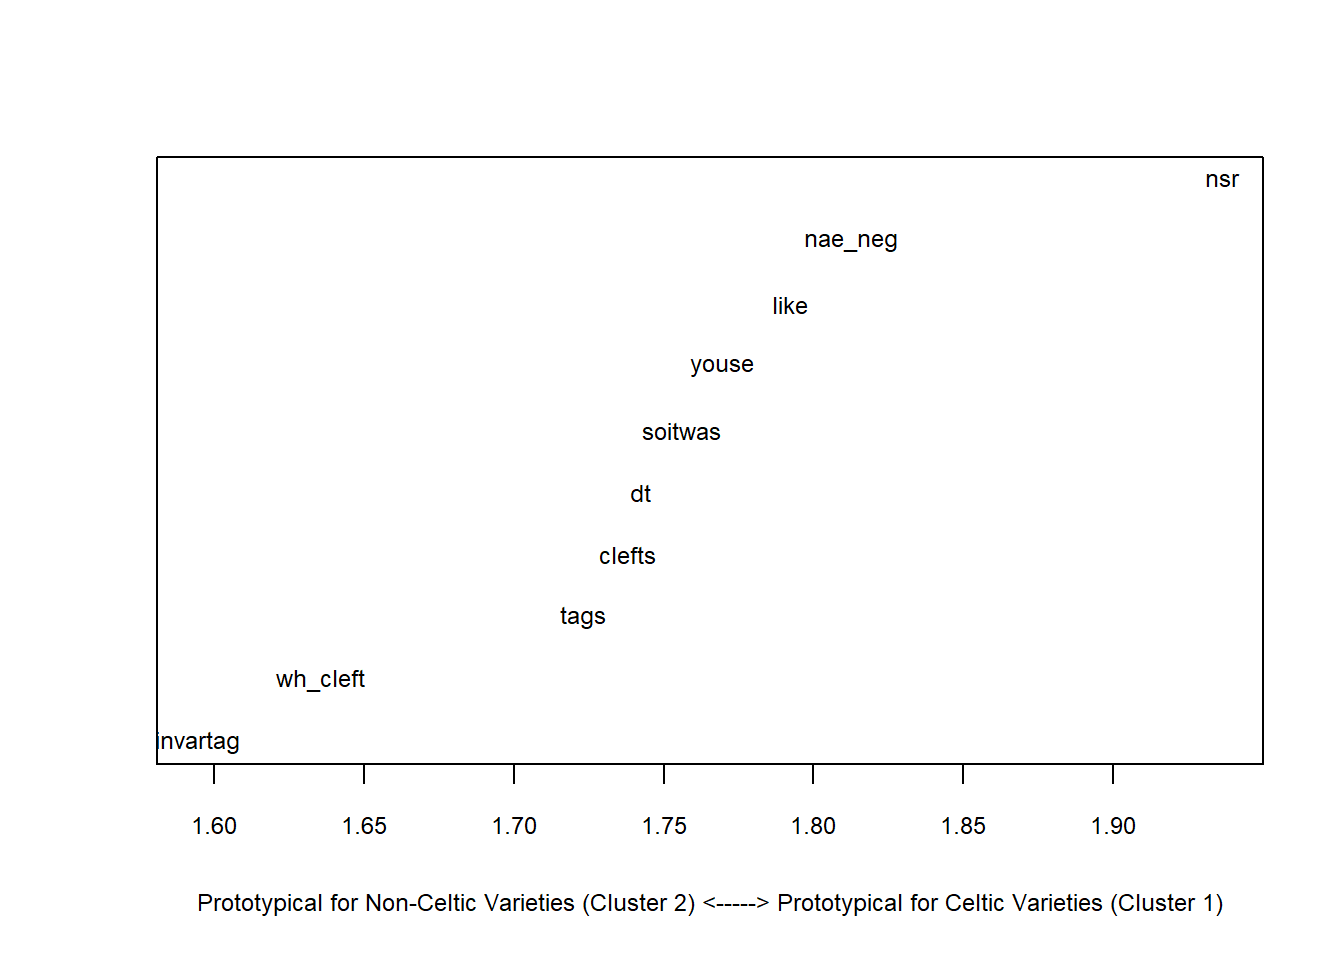 nsr
nae_neg
like
youse
soitwas
dt
clefts
tags
wh_cleft
invartag
1.60 1.65 1.70 1.75 1.80 1.85 1.90
Prototypical for Non-Celtic Varieties (Cluster 2) <-----> Prototypical for Celtic Varieties (Cluster 1)